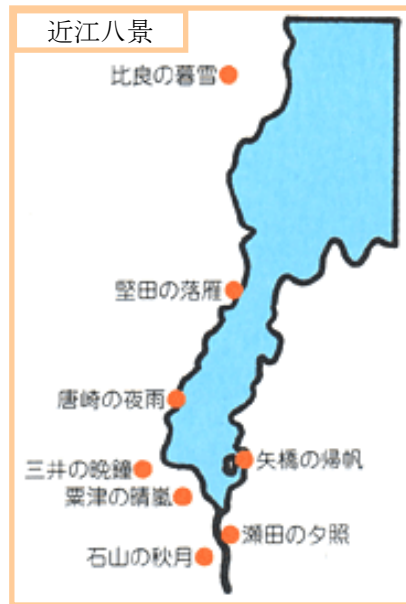 近江八景
比良の暮雪
堅田の落雁
唐崎の夜雨
矢橋の帰帆
三井の晩鐘
粟津の晴嵐
瀬田の夕照
石山の秋月